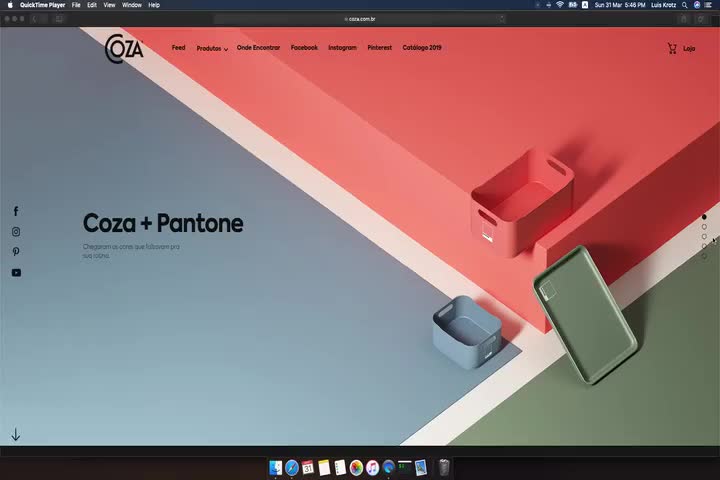 QuickTime Player File Edit View Window Help
Sun 31 Mar 5:46 PM Luis Krotz
coza.com.br
COZA
Feed Produtos Onde Encontrar Facebook Instagram Pinterest Catálogo 2019
Loja
Coza + Pantone
Chegaram as cores que faltavam pra
sua rotina.
31